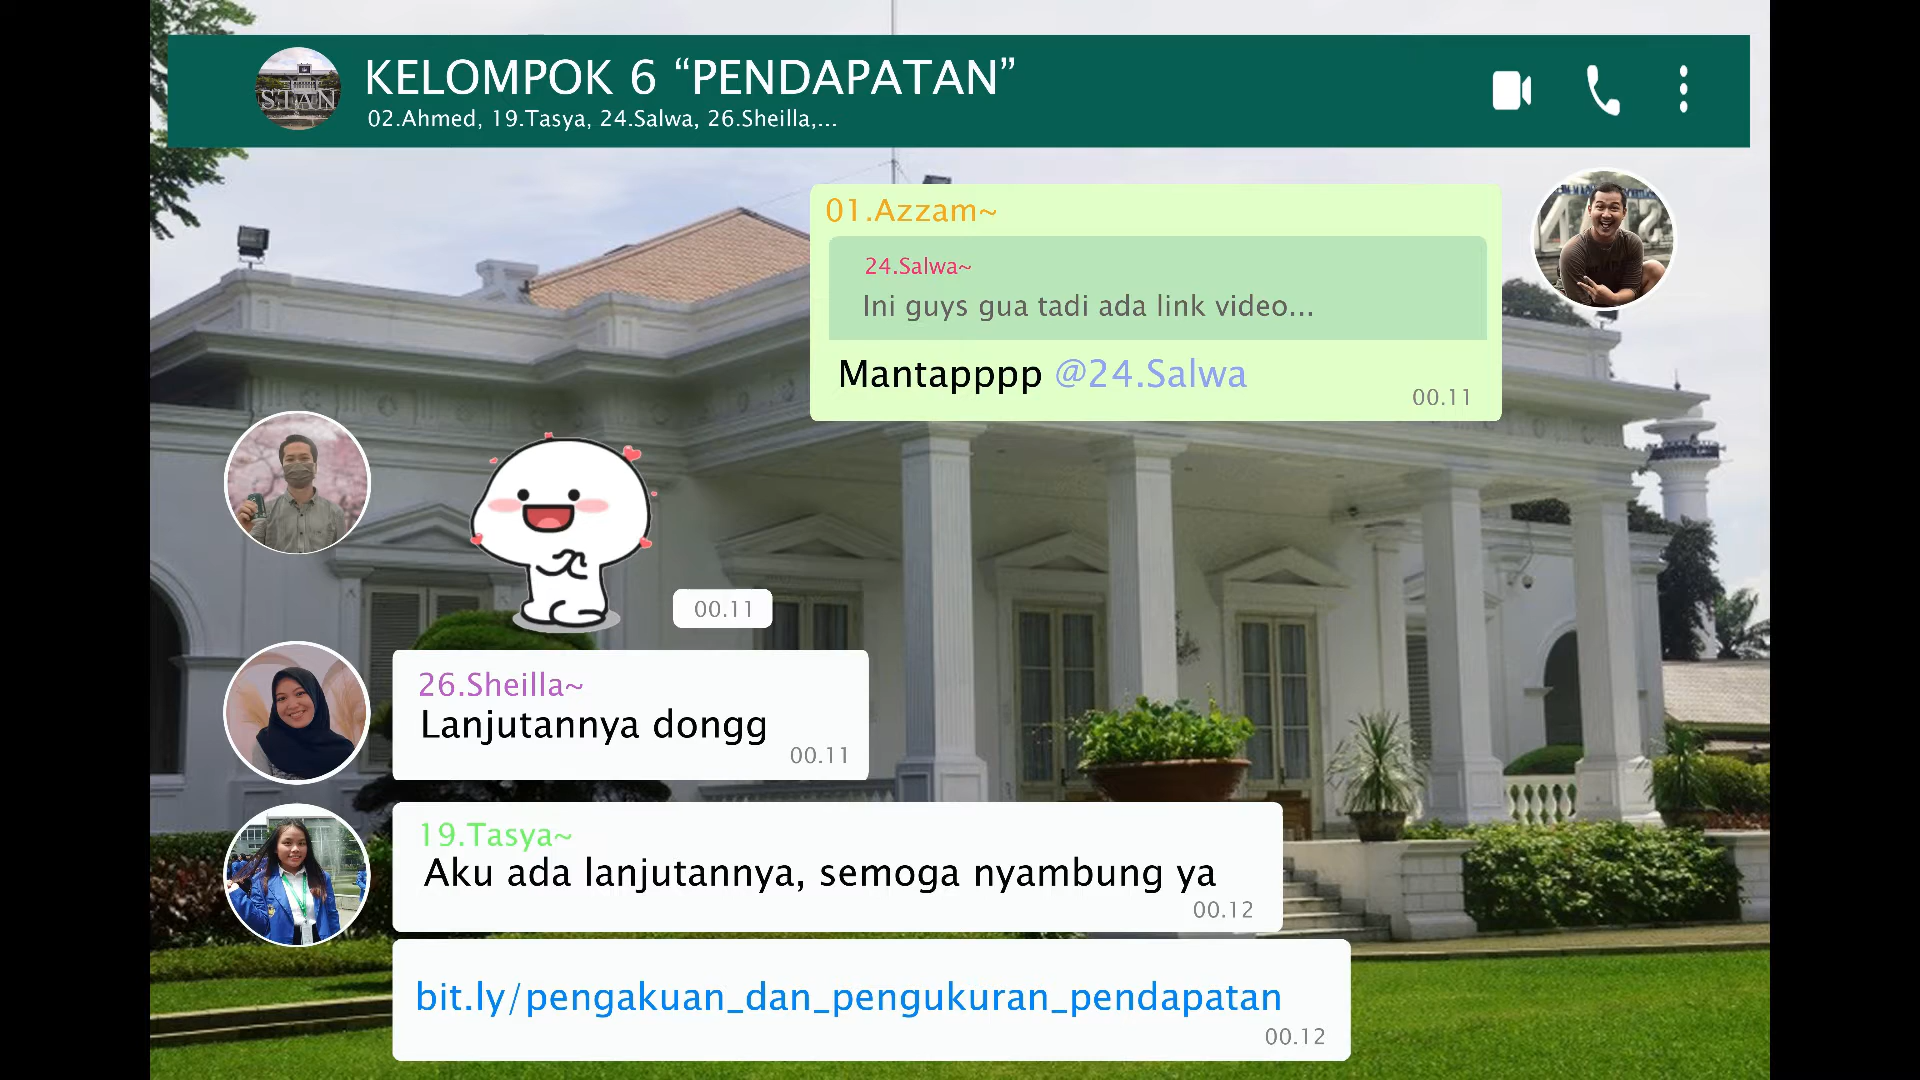 KELOMPOK 6 “PENDAPATAN”
02.Ahmed, 19.Tasya, 24.Salwa, 26.Sheilla,...
STAN
01.Azzam~
24.Salwa~
Ini guys gua tadi ada link video...
Mantapppp @24.Salwa
00.11
00.11
26.Sheilla~
Lanjutannya dongg
00.11
19.Tasya~
Aku ada lanjutannya, semoga nyambung ya
00.12
bit.ly/pengakuan_dan_pengukuran_pendapatan
00.12